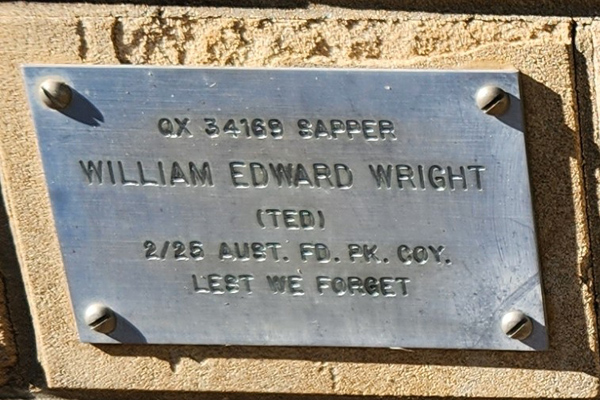 QX 34169 SAPPER
WILLIAM EDWARD WRIGHT
(TED)
2/25 AUST. FD. PK. COY.
LEST WE FORGET